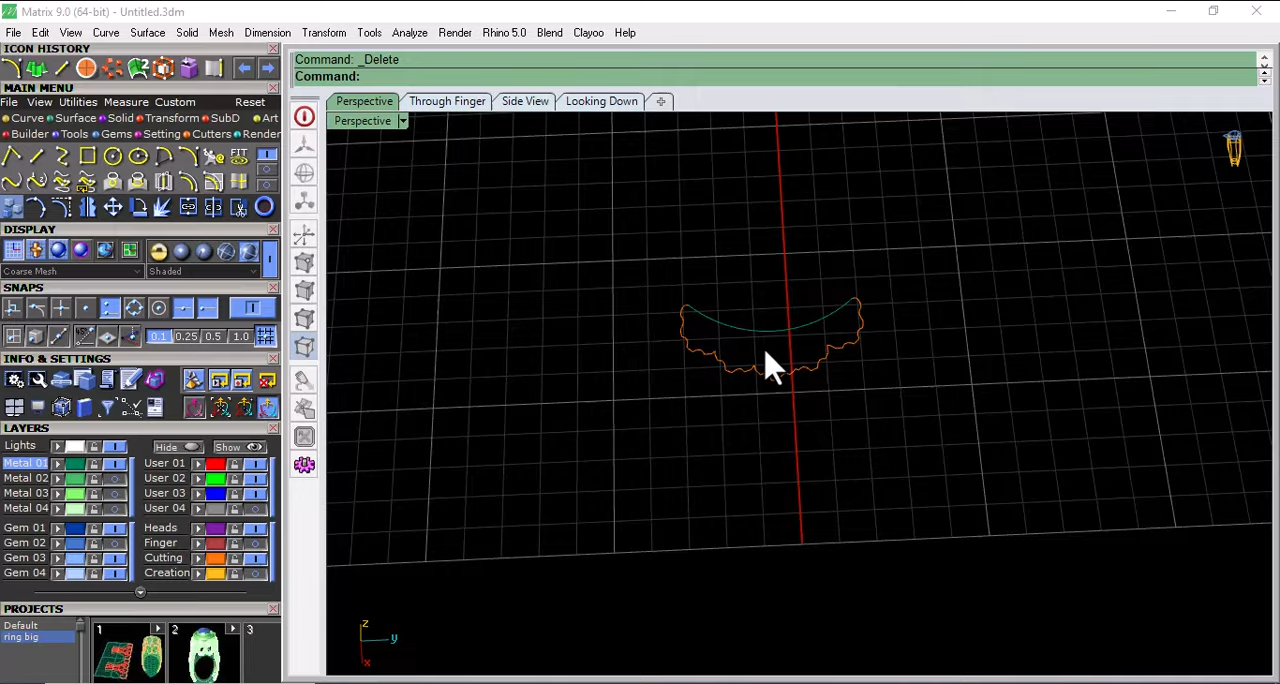 Matrix 9.0 (64-bit) - Untitled.3dm
File Edit View Curve Surface Solid Mesh Dimension Transform Tools Analyze Render Rhino 5.0 Blend Clayoo Help
ICON HISTORY
Command: _Delete
Command:
MAIN MENU
File View Utilities Measure Custom Reset
Curve Surface Solid Transform SubD Art
Builder Tools Gems Setting Cutters Render
Perspective Through Finger Side View Looking Down
Perspective
FIT
DISPLAY
Coarse Mesh Shaded
SNAPS
0.1 0.25 0.5 1.0
INFO & SETTINGS
LAYERS
Lights Hide Show
Metal 01 User 01
Metal 02 User 02
Metal 03 User 03
Metal 04 User 04
Gem 01 Heads
Gem 02 Finger
Gem 03 Cutting
Gem 04 Creation
PROJECTS
Default
ring big
1 2 3
z
y
x